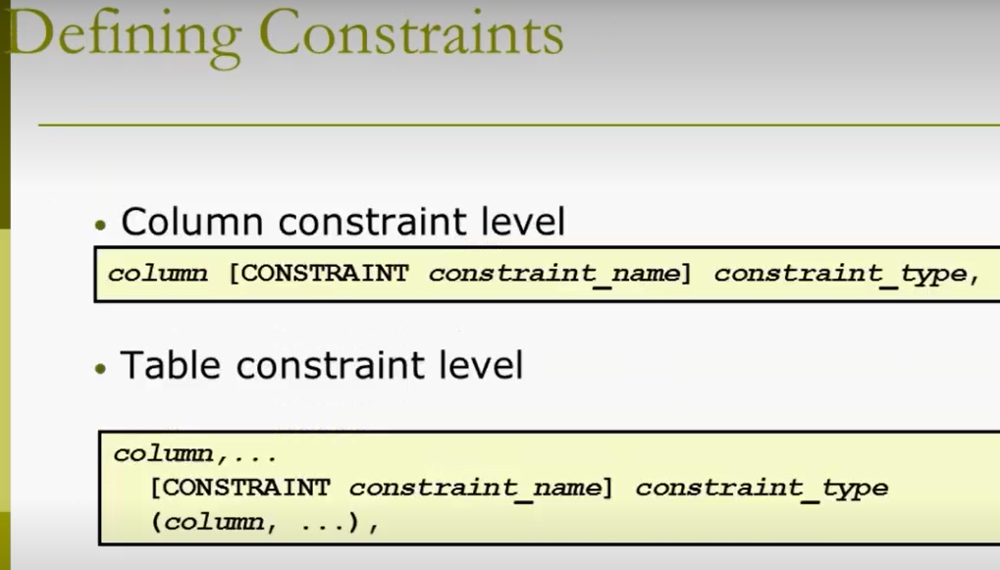 Defining Constraints
• Column constraint level
column [CONSTRAINT constraint_name] constraint_type,
• Table constraint level
column,...
[CONSTRAINT constraint_name] constraint_type
(column, ...),